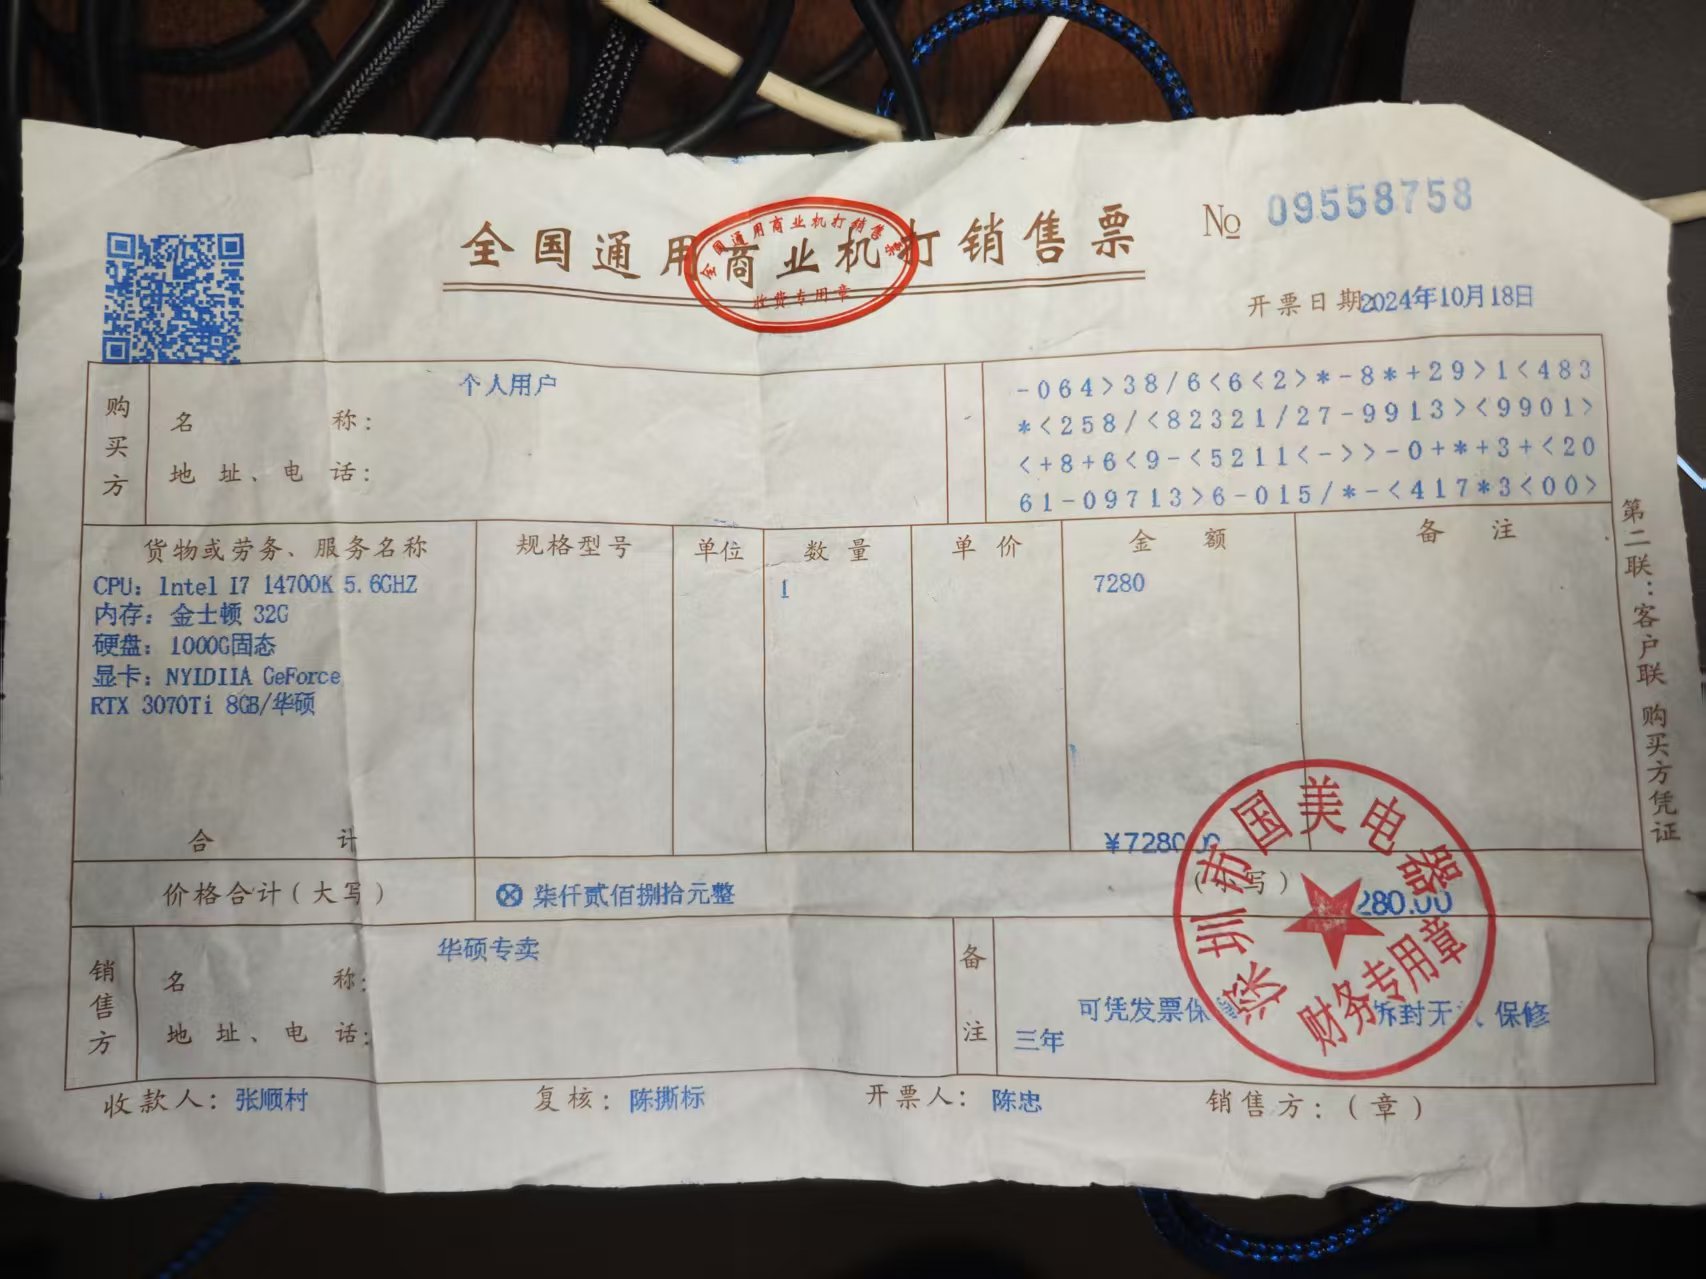 全国通用商业机打销售票
全国通用商业机打销售票
收费专用章
№ 09558758
开票日期2024年10月18日
购买方
个人用户
名称:
地址、电话:
-064>38/6<6<2>*-8*+29>1<483
*<258/<82321/27-9913><9901>
<+8+6<9-<5211<->>-0+*+3+<20
61-09713>6-015/*-<417*3<00>
货物或劳务、服务名称 规格型号 单位 数量 单价 金额 备注
CPU: lntel I7 14700K 5.6GHZ 1 7280
内存: 金士顿 32G
硬盘: 1000G固态
显卡: NYIDIIA GeForce
RTX 3070Ti 8GB/华硕
合计 ¥7280.00
价格合计(大写) ⊗ 柒仟贰佰捌拾元整 (写) 280.00
销售方
华硕专卖
名称:
地址、电话:
备注
可凭发票保 拆封无 、保修
三年
深圳市国美电器
财务专用章
收款人: 张顺村 复核: 陈撕标 开票人: 陈忠 销售方:(章)
第二联:客户联 购买方凭证